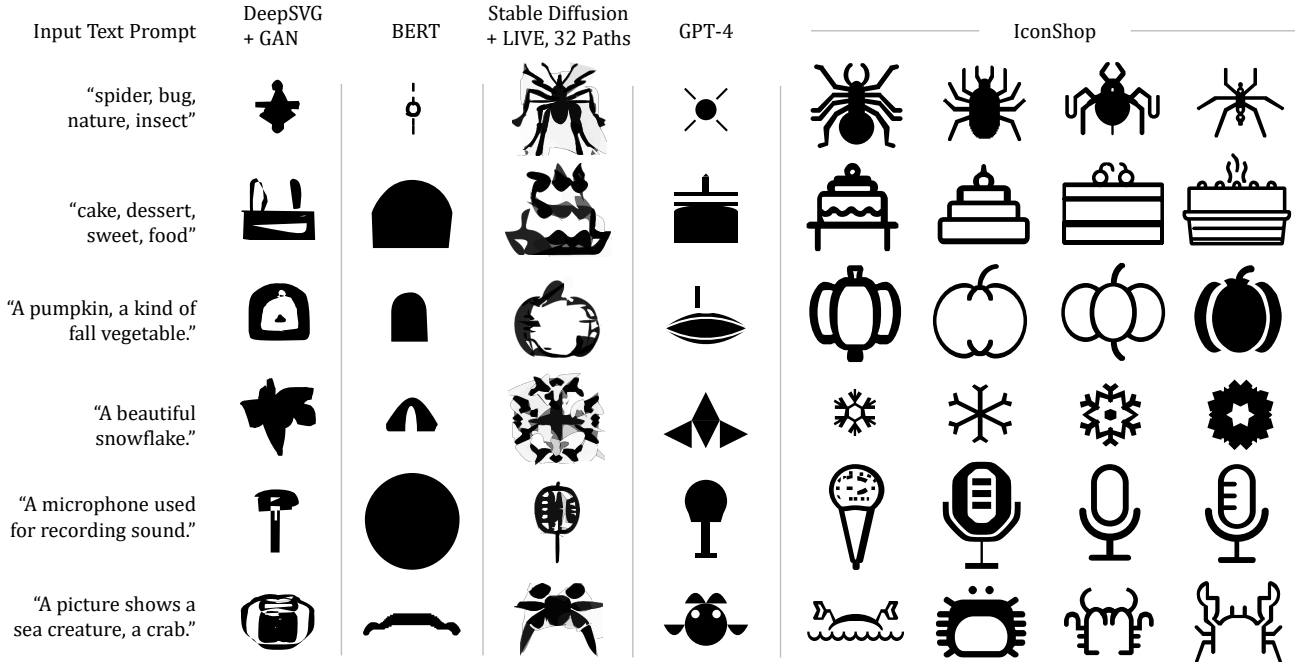 Input Text Prompt
DeepSVG
+ GAN
BERT
Stable Diffusion
+ LIVE, 32 Paths
GPT-4
IconShop
“spider, bug,
nature, insect”
“cake, dessert,
sweet, food”
“A pumpkin, a kind of
fall vegetable.”
“A beautiful
snowflake.”
“A microphone used
for recording sound.”
“A picture shows a
sea creature, a crab.”